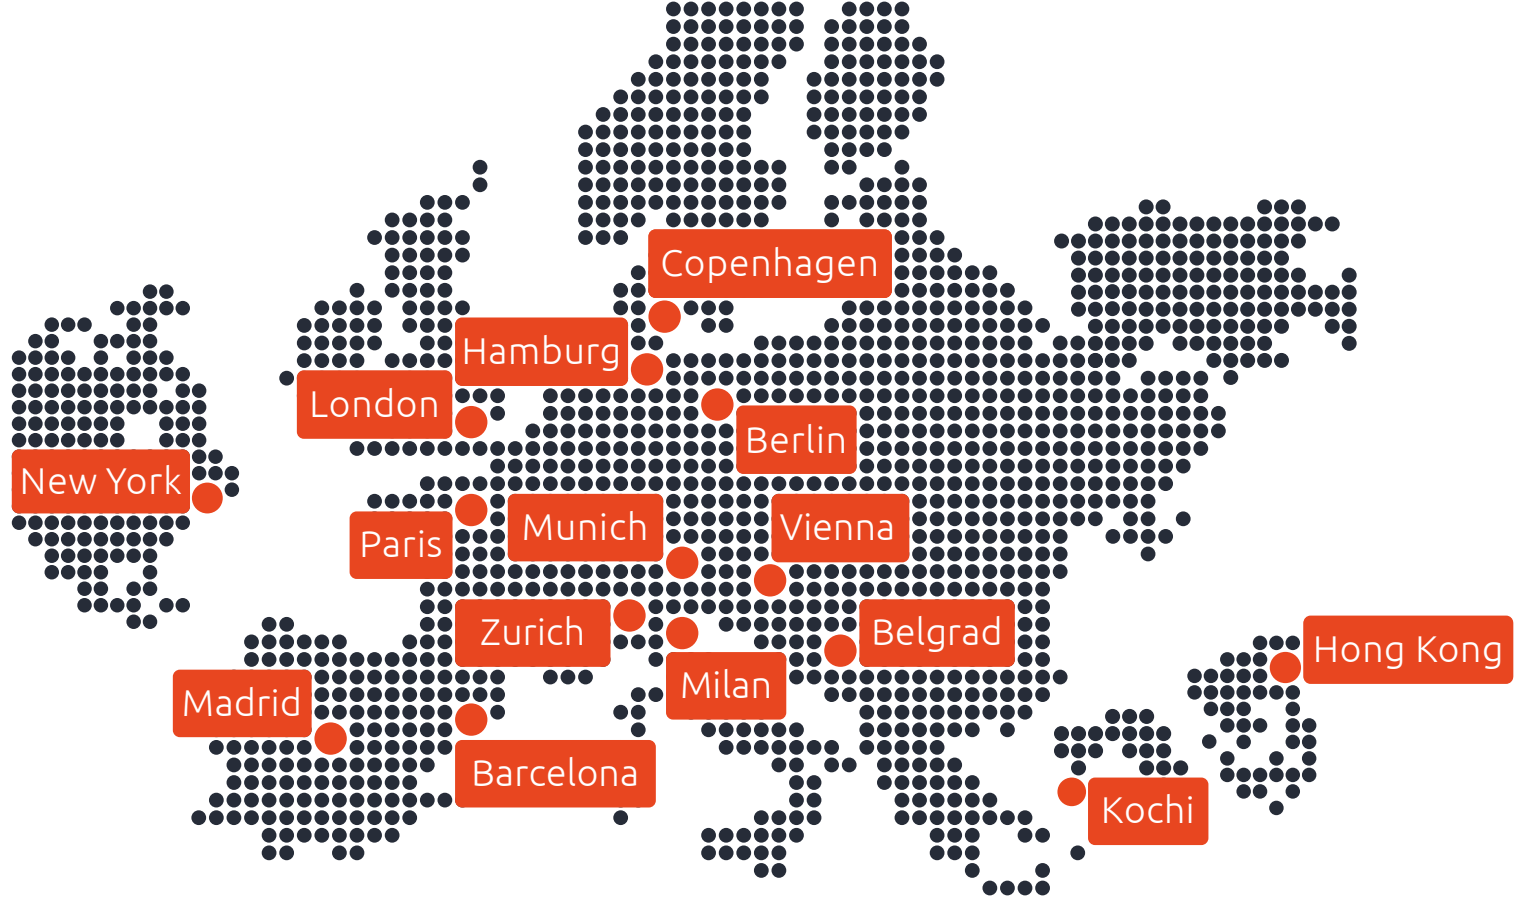 Copenhagen
Hamburg
London
Berlin
New York
Munich
Vienna
Paris
Zurich
Belgrad
Hong Kong
Milan
Madrid
Barcelona
Kochi